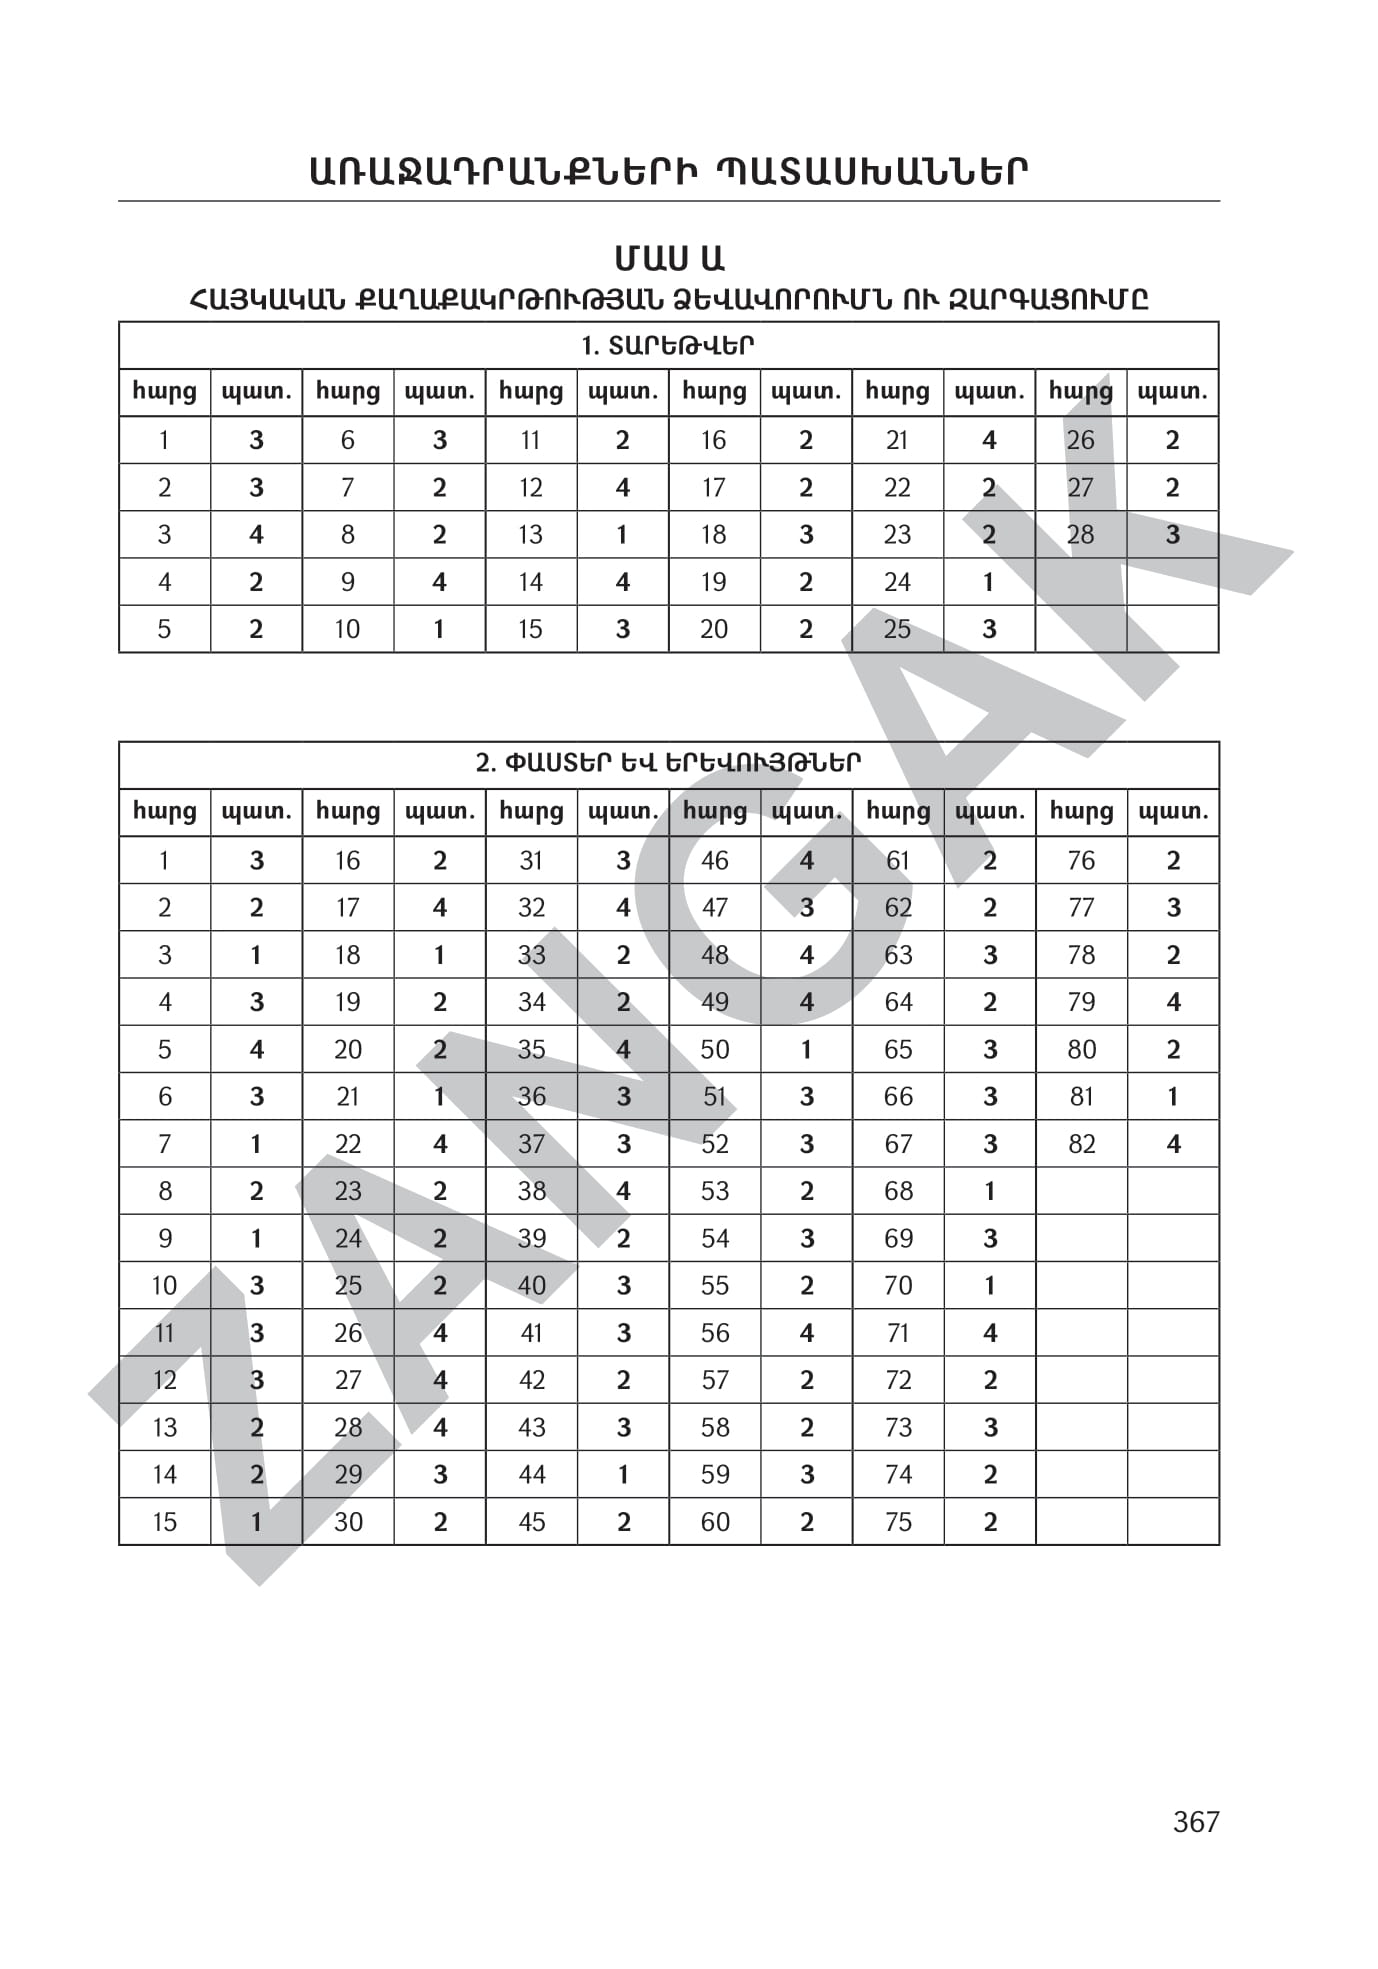 ԱՌԱՋԱԴՐԱՆՔՆԵՐԻ ՊԱՏԱՍԽԱՆՆԵՐ
ՄԱՍ Ա
ՀԱՅԿԱԿԱՆ ՔԱՂԱՔԱԿՐԹՈՒԹՅԱՆ ՁԵՎԱՎՈՐՈՒՄՆ ՈՒ ԶԱՐԳԱՑՈՒՄԸ
1. ՏԱՐԵԹՎԵՐ
հարց պատ. հարց պատ. հարց պատ. հարց պատ. հարց պատ. հարց պատ.
1 3 6 3 11 2 16 2 21 4 26 2
2 3 7 2 12 4 17 2 22 2 27 2
3 4 8 2 13 1 18 3 23 2 28 3
4 2 9 4 14 4 19 2 24 1
5 2 10 1 15 3 20 2 25 3
2. ՓԱՍՏԵՐ ԵՎ ԵՐԵՎՈՒՅԹՆԵՐ
հարց պատ. հարց պատ. հարց պատ. հարց պատ. հարց պատ. հարց պատ.
1 3 16 2 31 3 46 4 61 2 76 2
2 2 17 4 32 4 47 3 62 2 77 3
3 1 18 1 33 2 48 4 63 3 78 2
4 3 19 2 34 2 49 4 64 2 79 4
5 4 20 2 35 4 50 1 65 3 80 2
6 3 21 1 36 3 51 3 66 3 81 1
7 1 22 4 37 3 52 3 67 3 82 4
8 2 23 2 38 4 53 2 68 1
9 1 24 2 39 2 54 3 69 3
10 3 25 2 40 3 55 2 70 1
11 3 26 4 41 3 56 4 71 4
12 3 27 4 42 2 57 2 72 2
13 2 28 4 43 3 58 2 73 3
14 2 29 3 44 1 59 3 74 2
15 1 30 2 45 2 60 2 75 2
ZANGAK
367